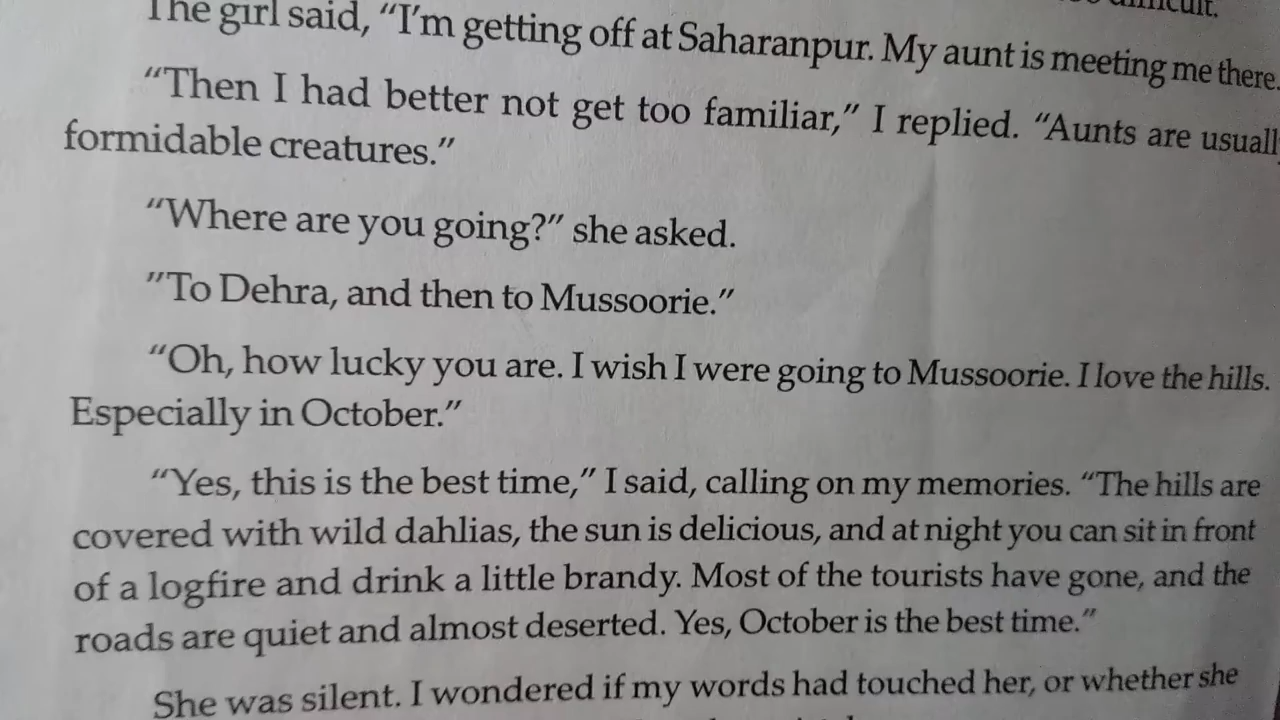 The girl said, “I'm getting off at Saharanpur. My aunt is meeting me there.
“Then I had better not get too familiar,” I replied. “Aunts are usuall
formidable creatures.”
“Where are you going?” she asked.
“To Dehra, and then to Mussoorie.”
“Oh, how lucky you are. I wish I were going to Mussoorie. I love the hills.
Especially in October.”
“Yes, this is the best time,” I said, calling on my memories. “The hills are
covered with wild dahlias, the sun is delicious, and at night you can sit in front
of a logfire and drink a little brandy. Most of the tourists have gone, and the
roads are quiet and almost deserted. Yes, October is the best time.”
She was silent. I wondered if my words had touched her, or whether she